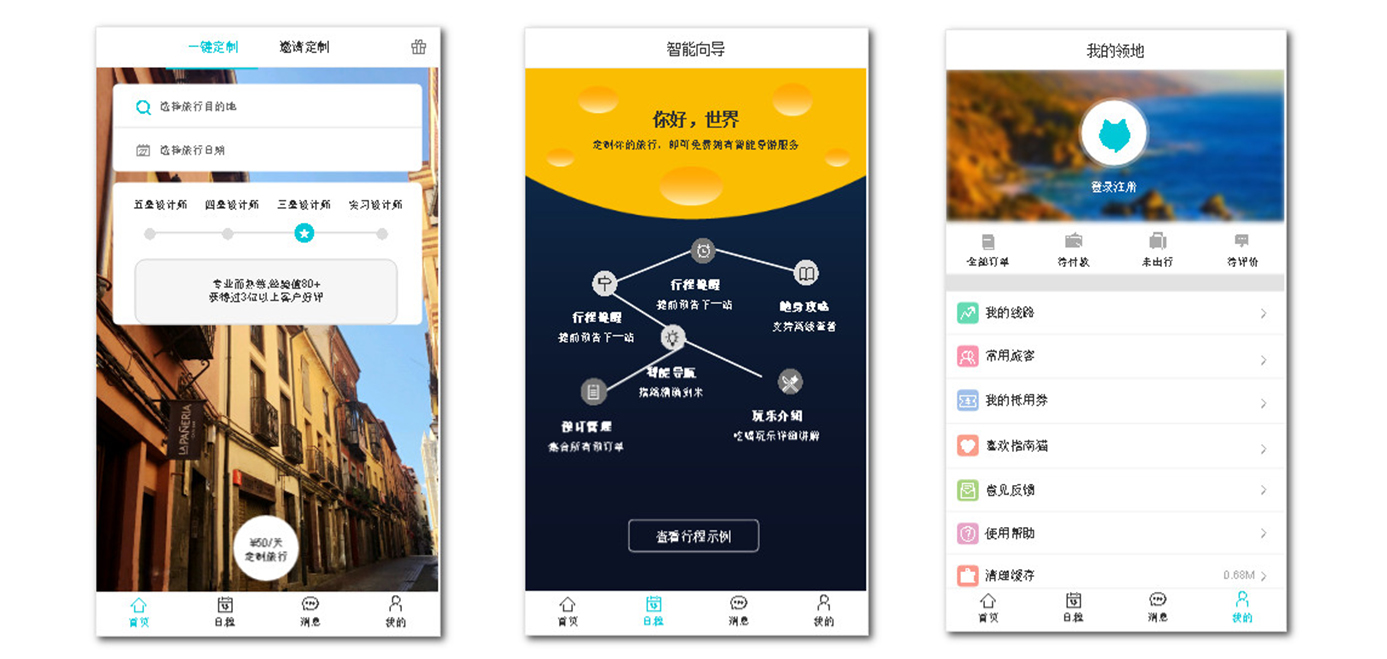 一键定制
邀请定制
选择旅行目的地
选择旅行日期
五星设计师
四星设计师
三星设计师
实习设计师
专业而热情,经验值80+
获得过3位以上客户好评
LA PAÑERIA
¥50/天
定制旅行
首页
日程
消息
我的
智能向导
你好，世界
定制你的旅行，即可免费拥有智能导游服务
行程提醒
提前预告下一站
随身攻略
支持离线查看
行程提醒
提前预告下一站
智能导航
指路精确到米
预订管理
集合所有预订单
玩乐介绍
吃喝玩乐详细讲解
查看行程示例
首页
日程
消息
我的
我的领地
登录注册
全部订单
待付款
未出行
待评价
我的线路
常用旅客
我的抵用券
喜欢指南猫
意见反馈
使用帮助
清理缓存
0.68M
首页
日程
消息
我的